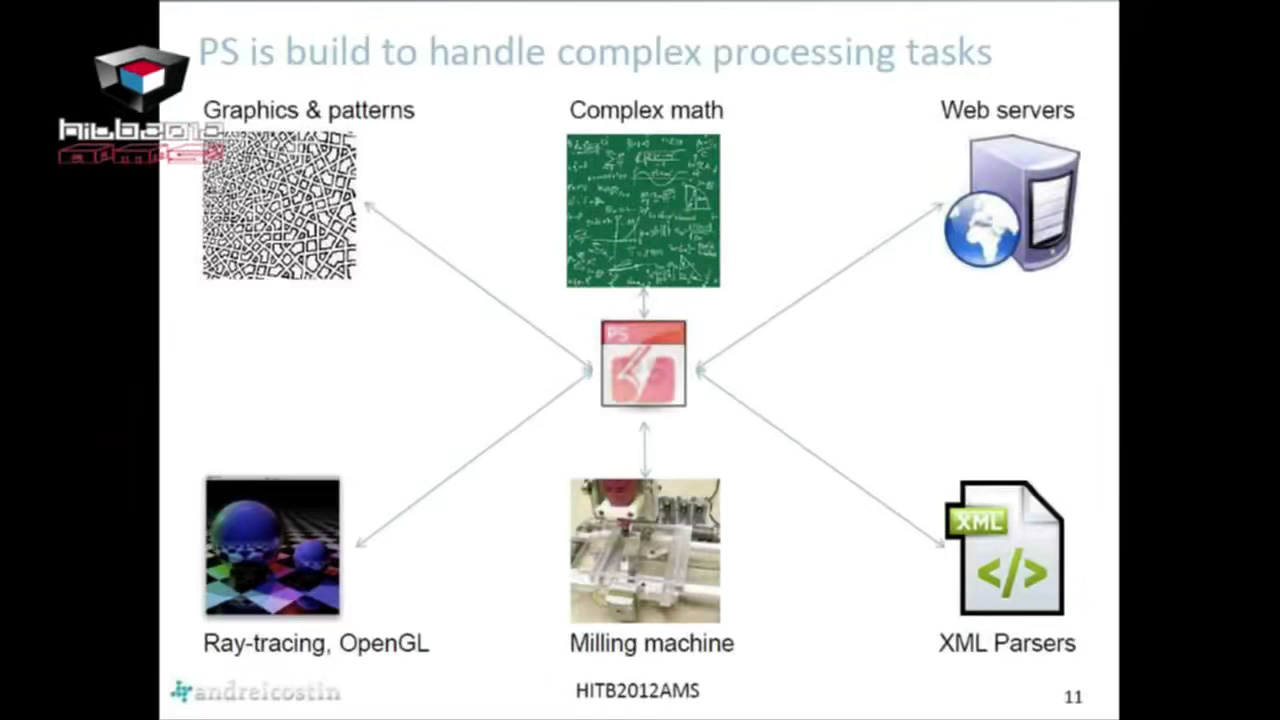 PS is build to handle complex processing tasks
hitb2012
Graphics & patterns
Complex math
Web servers
PS
XML
</>
Ray-tracing, OpenGL
Milling machine
XML Parsers
andreicostin
HITB2012AMS
11